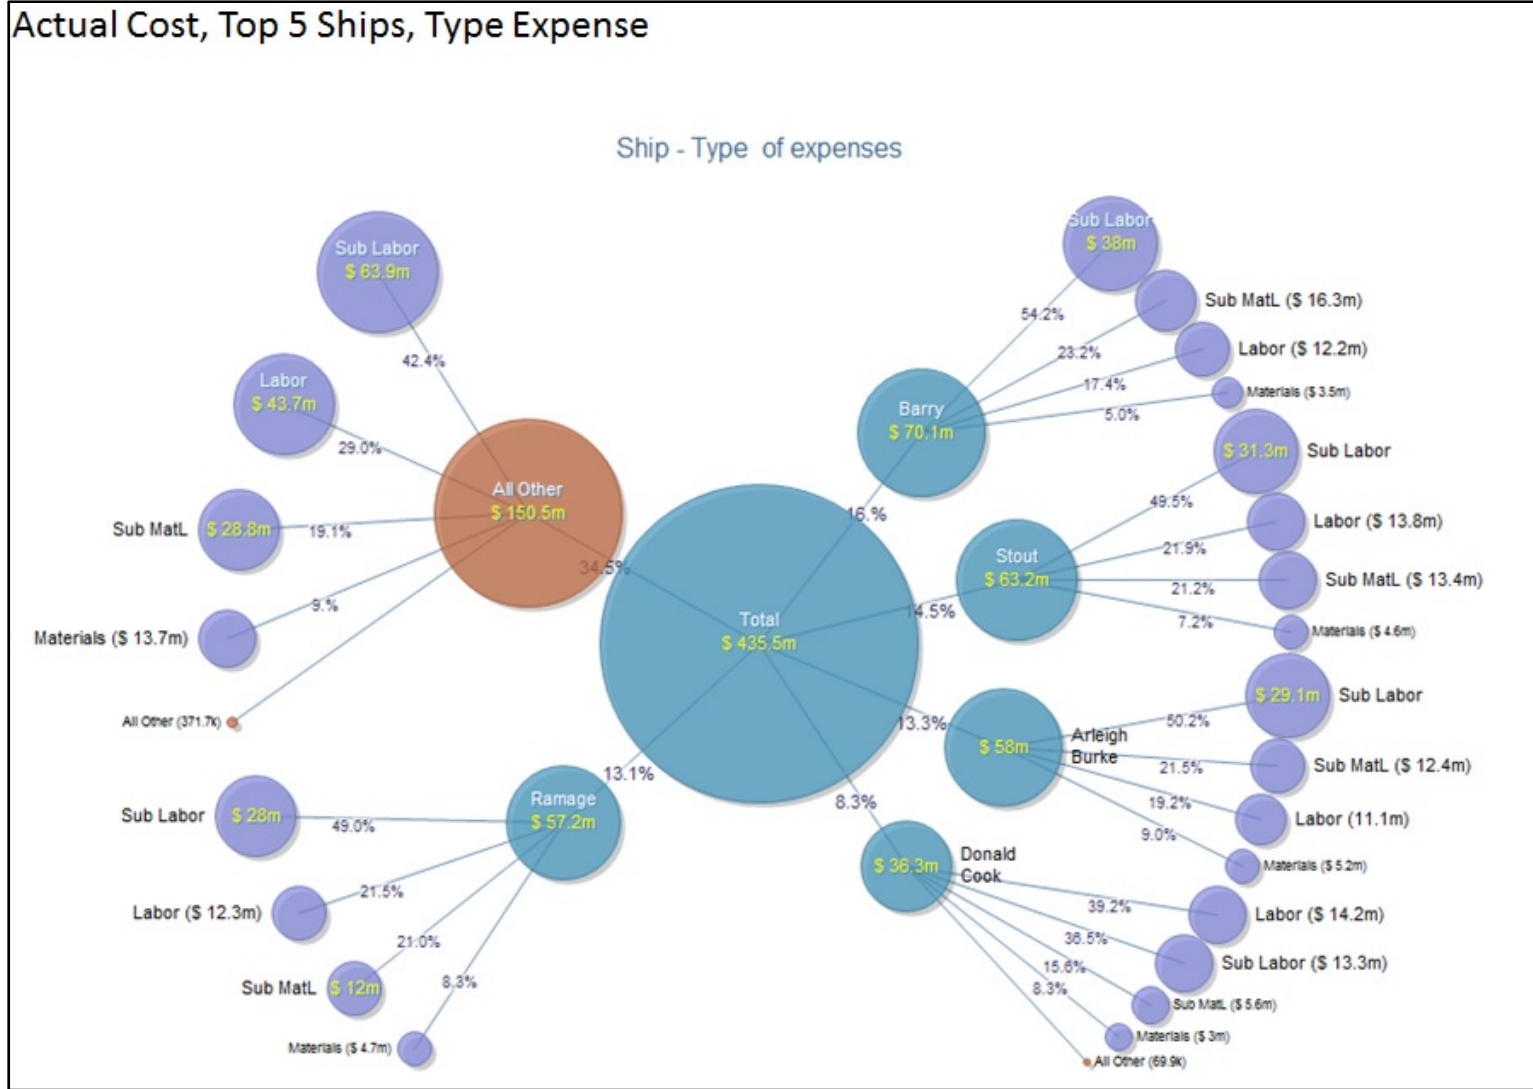 Actual Cost, Top 5 Ships, Type Expense
Ship - Type of expenses
Sub Labor
$ 63.9m
42.4%
Labor
$ 43.7m
29.0%
All Other
$ 150.5m
Sub MatL
$ 28.8m
19.1%
9.%
Materials ($ 13.7m)
All Other (371.7k)
34.5%
Total
$ 435.5m
Sub Labor
$ 38m
54.2%
Sub MatL ($ 16.3m)
23.2%
Labor ($ 12.2m)
17.4%
Materials ($ 3.5m)
5.0%
Barry
$ 70.1m
16.%
$ 31.3m
Sub Labor
49.5%
Labor ($ 13.8m)
21.9%
Sub MatL ($ 13.4m)
21.2%
Materials ($ 4.6m)
7.2%
Stout
$ 63.2m
14.5%
$ 29.1m
Sub Labor
50.2%
Sub MatL ($ 12.4m)
21.5%
Labor (11.1m)
19.2%
Materials ($ 5.2m)
9.0%
$ 58m
Arleigh
Burke
13.3%
$ 36.3m
Donald
Cook
8.3%
Labor ($ 14.2m)
39.2%
Sub Labor ($ 13.3m)
36.5%
Sub MatL ($ 5.6m)
15.6%
Materials ($ 3m)
8.3%
All Other (69.9k)
13.1%
Ramage
$ 57.2m
Sub Labor
$ 28m
49.0%
Labor ($ 12.3m)
21.5%
Sub MatL
$ 12m
21.0%
Materials ($ 4.7m)
8.3%